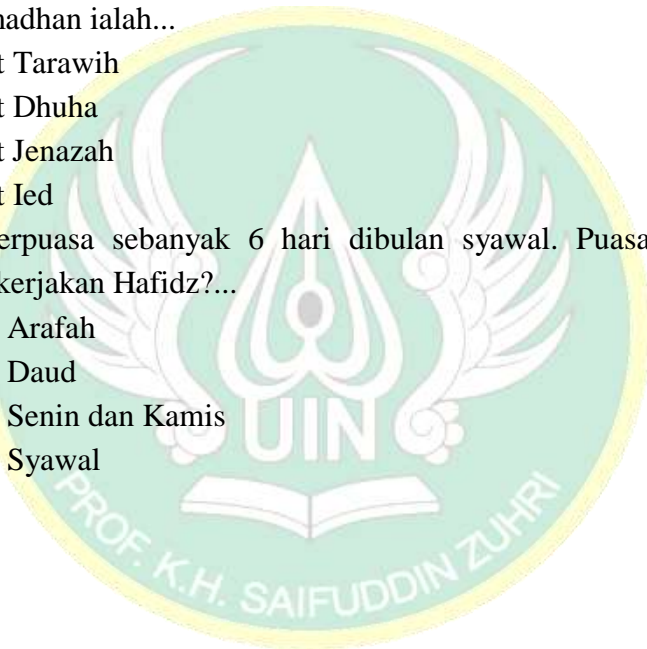 nadhan ialah...
t Tarawih
t Dhuha
t Jenazah
t Ied
erpuasa sebanyak 6 hari dibulan syawal. Puasa
kerjakan Hafidz?...
Arafah
Daud
Senin dan Kamis
Syawal
UIN
PROF. K.H. SAIFUDDIN ZUHRI